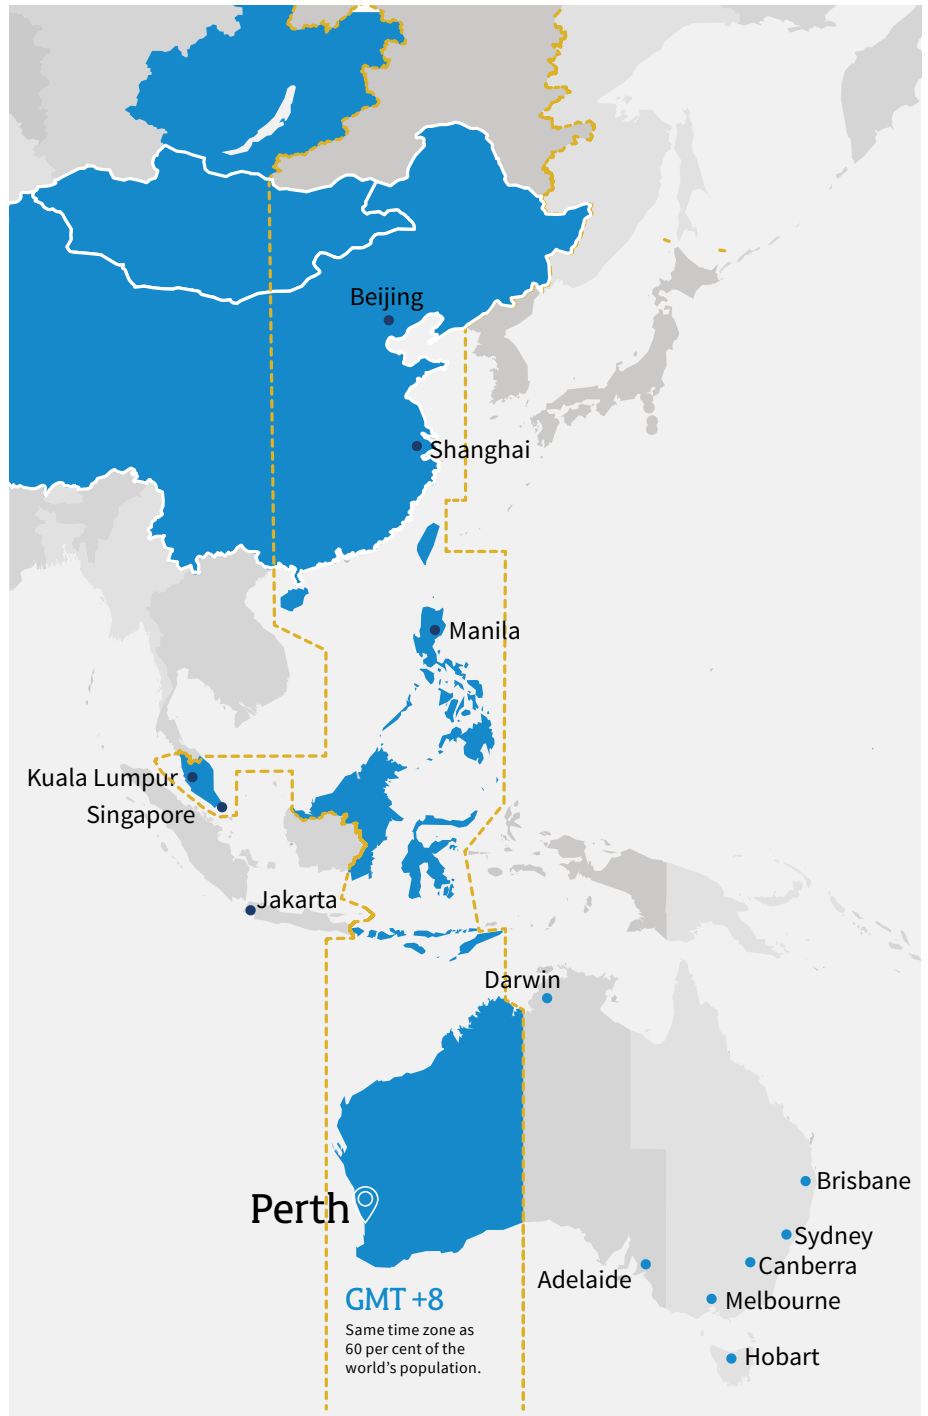 Beijing
Shanghai
Manila
Kuala Lumpur
Singapore
Jakarta
Darwin
Perth
Brisbane
Sydney
Canberra
Adelaide
Melbourne
GMT +8
Same time zone as
60 per cent of the
world's population.
Hobart